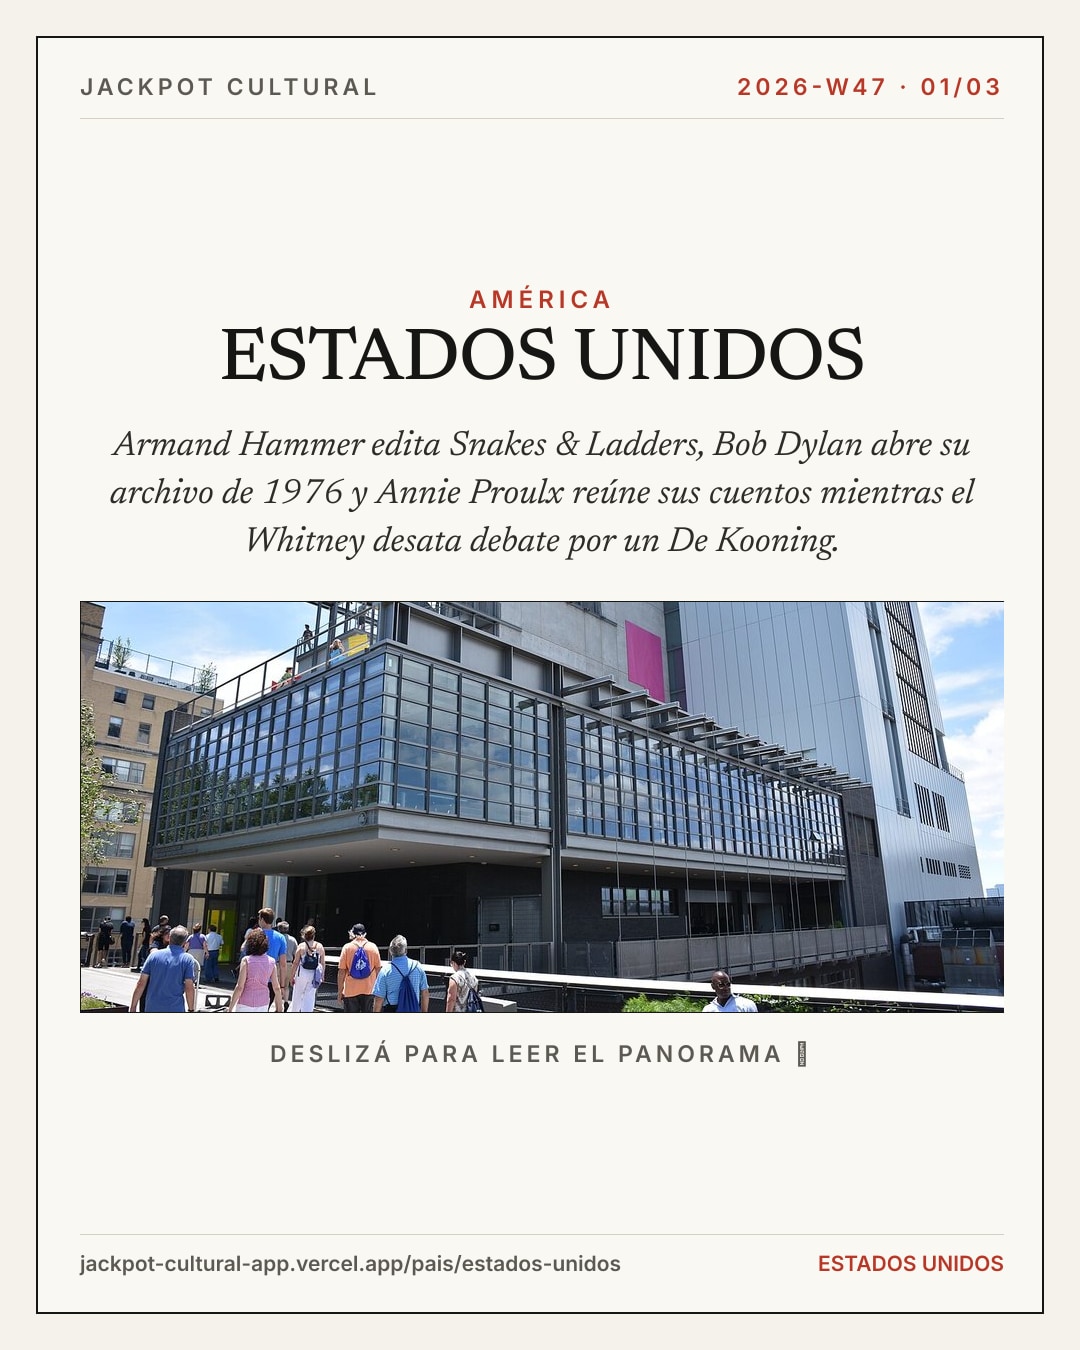 JACKPOT CULTURAL
2026-W47 · 01/03
AMÉRICA
ESTADOS UNIDOS
Armand Hammer edita Snakes & Ladders, Bob Dylan abre su
archivo de 1976 y Annie Proulx reúne sus cuentos mientras el
Whitney desata debate por un De Kooning.
DESLIZÁ PARA LEER EL PANORAMA
jackpot-cultural-app.vercel.app/pais/estados-unidos
ESTADOS UNIDOS